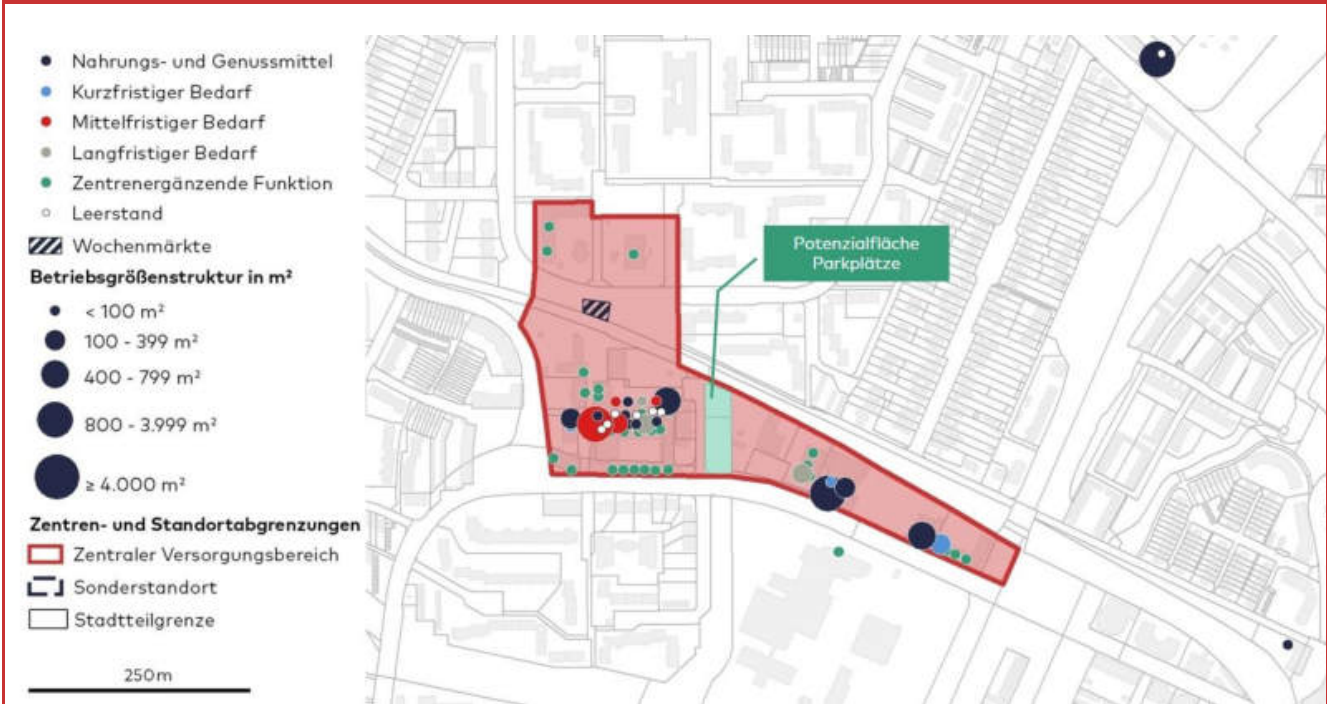 Nahrungs- und Genussmittel
Kurzfristiger Bedarf
Mittelfristiger Bedarf
Langfristiger Bedarf
Zentrenergänzende Funktion
Leerstand
Wochenmärkte
Betriebsgrößenstruktur in m²
< 100 m²
100 - 399 m²
400 - 799 m²
800 - 3.999 m²
≥ 4.000 m²
Zentren- und Standortabgrenzungen
Zentraler Versorgungsbereich
Sonderstandort
Stadtteilgrenze
250m
Potenzialfläche
Parkplätze